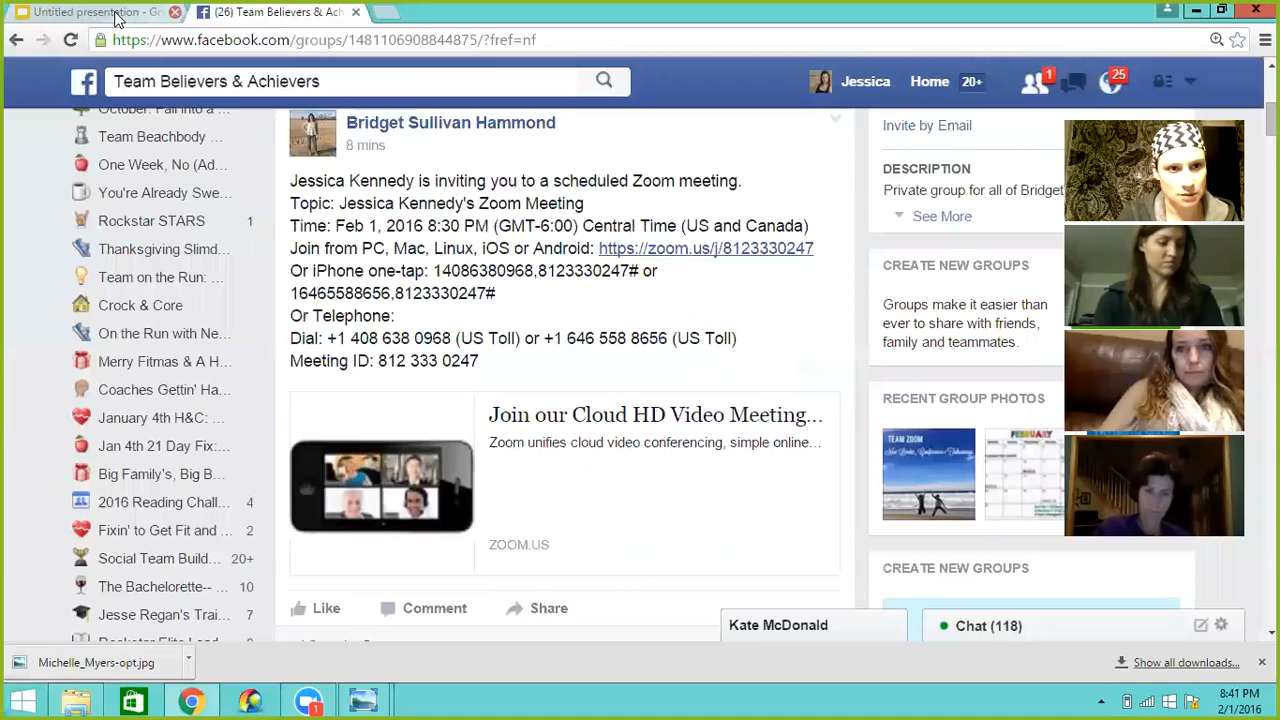 Untitled presentation - Go
(26) Team Believers & Ach
https://www.facebook.com/groups/1481106908844875/?fref=nf
Team Believers & Achievers
Jessica
Home 20+
1
25
October: Fall into a ...
Team Beachbody ...
One Week, No (Ad...
You're Already Swe...
Rockstar STARS 1
Thanksgiving Slimd...
Team on the Run: ...
Crock & Core
On the Run with Ne...
Merry Fitmas & A H...
Coaches Gettin' Ha...
January 4th H&C: ...
Jan 4th 21 Day Fix:...
Big Family's, Big B...
2016 Reading Chall... 4
Fixin' to Get Fit and ... 2
Social Team Build... 20+
The Bachelorette-- ... 10
Jesse Regan's Trai... 7
Bridget Sullivan Hammond
8 mins
Jessica Kennedy is inviting you to a scheduled Zoom meeting.
Topic: Jessica Kennedy's Zoom Meeting
Time: Feb 1, 2016 8:30 PM (GMT-6:00) Central Time (US and Canada)
Join from PC, Mac, Linux, iOS or Android: https://zoom.us/j/8123330247
Or iPhone one-tap: 14086380968,8123330247# or
16465588656,8123330247#
Or Telephone:
Dial: +1 408 638 0968 (US Toll) or +1 646 558 8656 (US Toll)
Meeting ID: 812 333 0247
Join our Cloud HD Video Meeting...
Zoom unifies cloud video conferencing, simple online...
ZOOM.US
Like
Comment
Share
Invite by Email
DESCRIPTION
Private group for all of Bridget
See More
CREATE NEW GROUPS
Groups make it easier than
ever to share with friends,
family and teammates.
RECENT GROUP PHOTOS
TEAM ZOOM
FEBRUARY
CREATE NEW GROUPS
Kate McDonald
Chat (118)
Michelle_Myers-opt.jpg
Show all downloads...
1
8:41 PM
2/1/2016